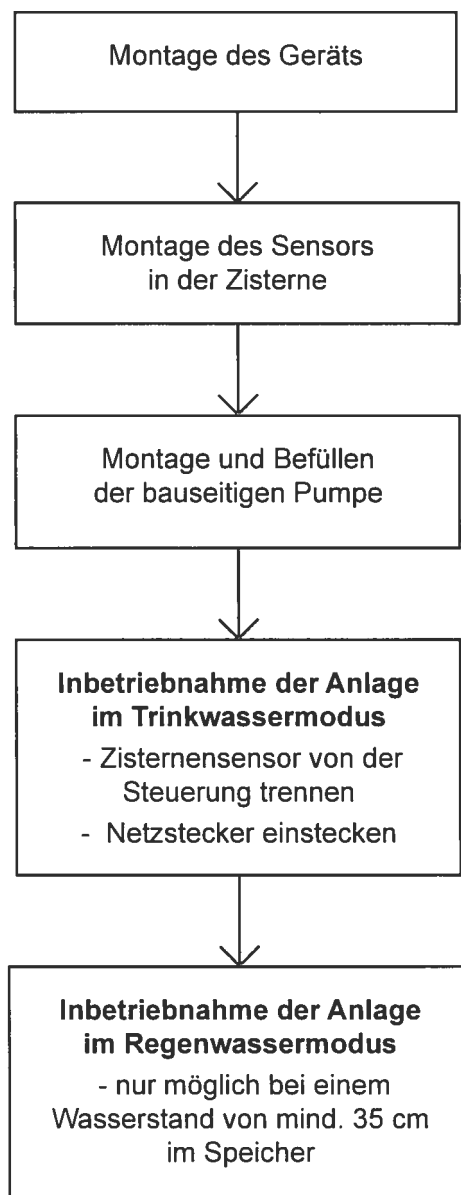 Montage des Geräts
Montage des Sensors
in der Zisterne
Montage und Befüllen
der bauseitigen Pumpe
Inbetriebnahme der Anlage
im Trinkwassermodus
- Zisternensensor von der
Steuerung trennen
- Netzstecker einstecken
Inbetriebnahme der Anlage
im Regenwassermodus
- nur möglich bei einem
Wasserstand von mind. 35 cm
im Speicher